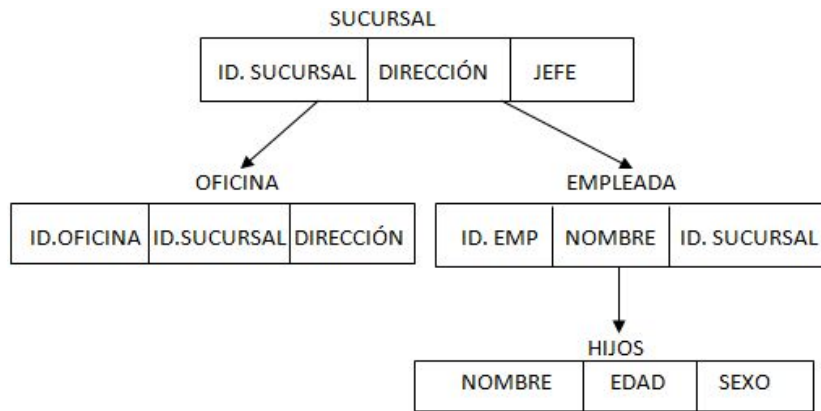 SUCURSAL
ID. SUCURSAL DIRECCIÓN JEFE
OFICINA
ID.OFICINA ID.SUCURSAL DIRECCIÓN
EMPLEADA
ID. EMP NOMBRE ID. SUCURSAL
HIJOS
NOMBRE EDAD SEXO